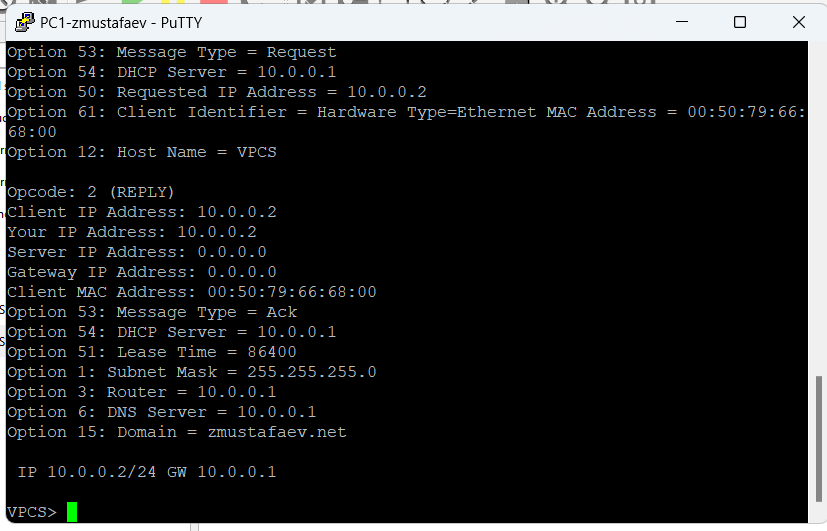 PC1-zmustafaev - PuTTY
Option 53: Message Type = Request
Option 54: DHCP Server = 10.0.0.1
Option 50: Requested IP Address = 10.0.0.2
Option 61: Client Identifier = Hardware Type=Ethernet MAC Address = 00:50:79:66:
68:00
Option 12: Host Name = VPCS
Opcode: 2 (REPLY)
Client IP Address: 10.0.0.2
Your IP Address: 10.0.0.2
Server IP Address: 0.0.0.0
Gateway IP Address: 0.0.0.0
Client MAC Address: 00:50:79:66:68:00
Option 53: Message Type = Ack
Option 54: DHCP Server = 10.0.0.1
Option 51: Lease Time = 86400
Option 1: Subnet Mask = 255.255.255.0
Option 3: Router = 10.0.0.1
Option 6: DNS Server = 10.0.0.1
Option 15: Domain = zmustafaev.net
IP 10.0.0.2/24 GW 10.0.0.1
VPCS>